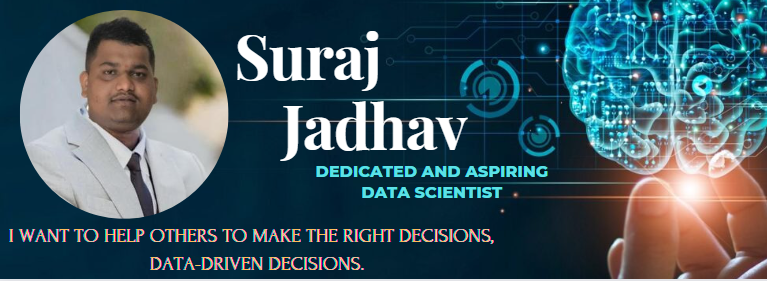 Suraj
Jadhav
DEDICATED AND ASPIRING
DATA SCIENTIST
I WANT TO HELP OTHERS TO MAKE THE RIGHT DECISIONS,
DATA-DRIVEN DECISIONS.